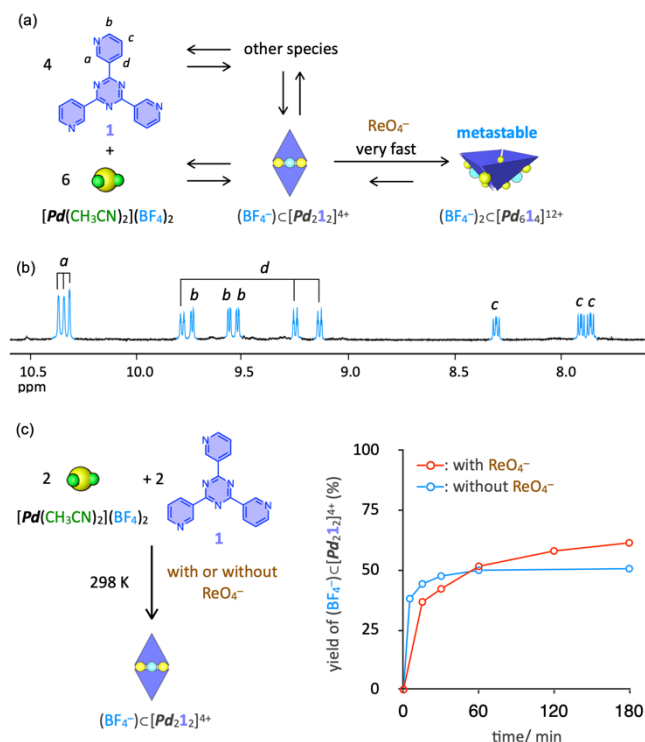 (a)
b
N
c
a
d
4
N
N
N
N
N
1
+
6
[Pd(CH₃CN)₂](BF₄)₂
other species
(BF₄⁻)⊂[Pd₂1₂]⁴⁺
ReO₄⁻
very fast
metastable
(BF₄⁻)₂⊂[Pd₆1₄]¹²⁺
(b)
a
d
b
b
b
c
c
c
10.5
10.0
9.5
9.0
8.5
8.0
ppm
(c)
2
+ 2
N
N
N
N
N
N
[Pd(CH₃CN)₂](BF₄)₂
1
298 K
with or without
ReO₄⁻
(BF₄⁻)⊂[Pd₂1₂]⁴⁺
yield of (BF₄⁻)⊂[Pd₂1₂]⁴⁺ (%)
100
75
50
25
0
: with ReO₄⁻
: without ReO₄⁻
0
60
120
180
time/ min